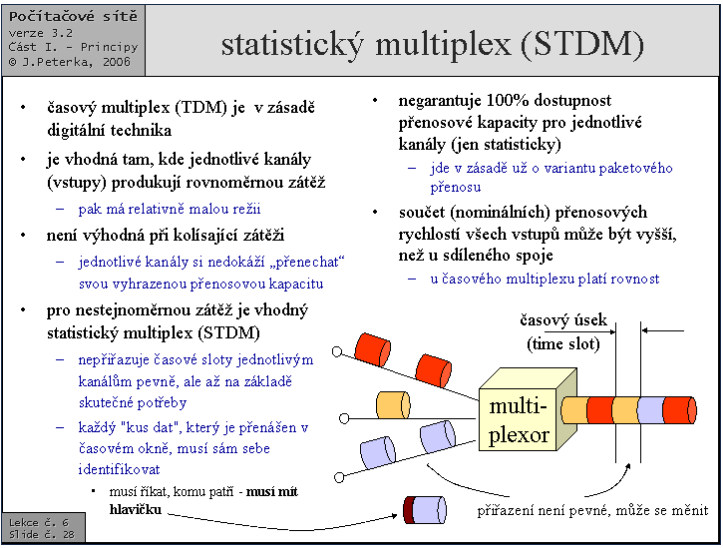 Počítačové sítě
verze 3.2
Část I. - Principy
© J.Peterka, 2006
statistický multiplex (STDM)
• časový multiplex (TDM) je v zásadě
digitální technika
• je vhodná tam, kde jednotlivé kanály
(vstupy) produkují rovnoměrnou zátěž
– pak má relativně malou režii
• není výhodná při kolísající zátěži
– jednotlivé kanály si nedokáží „přenechat“
svou vyhrazenou přenosovou kapacitu
• pro nestejnoměrnou zátěž je vhodný
statistický multiplex (STDM)
– nepřiřazuje časové sloty jednotlivým
kanálům pevně, ale až na základě
skutečné potřeby
– každý "kus dat", který je přenášen v
časovém okně, musí sám sebe
identifikovat
• musí říkat, komu patří - musí mít
hlavičku
• negarantuje 100% dostupnost
přenosové kapacity pro jednotlivé
kanály (jen statisticky)
– jde v zásadě už o variantu paketového
přenosu
• součet (nominálních) přenosových
rychlostí všech vstupů může být vyšší,
než u sdíleného spoje
– u časového multiplexu platí rovnost
časový úsek
(time slot)
multi-
plexor
přiřazení není pevné, může se měnit
Lekce č. 6
Slide č. 28